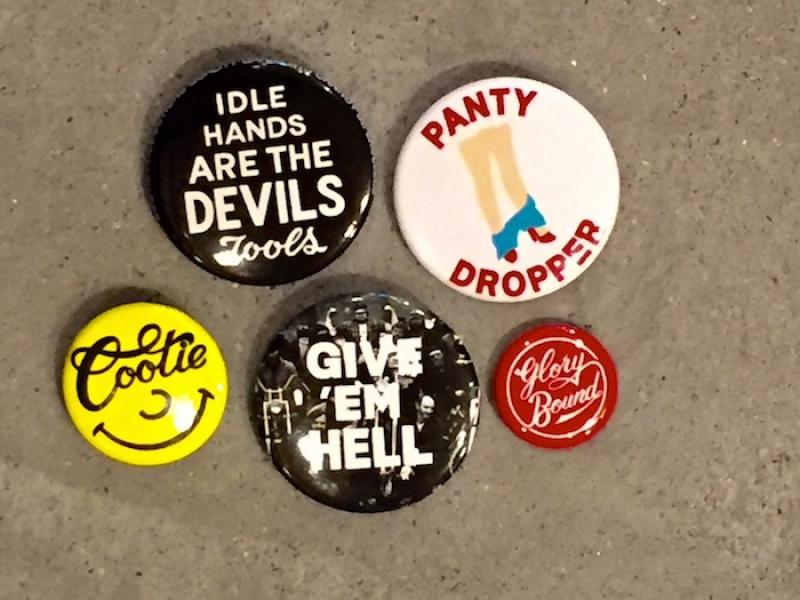 IDLE
HANDS
ARE THE
DEVILS
Tools
PANTY
DROPPER
Cootie
GIVE
'EM
HELL
Glory
Bound